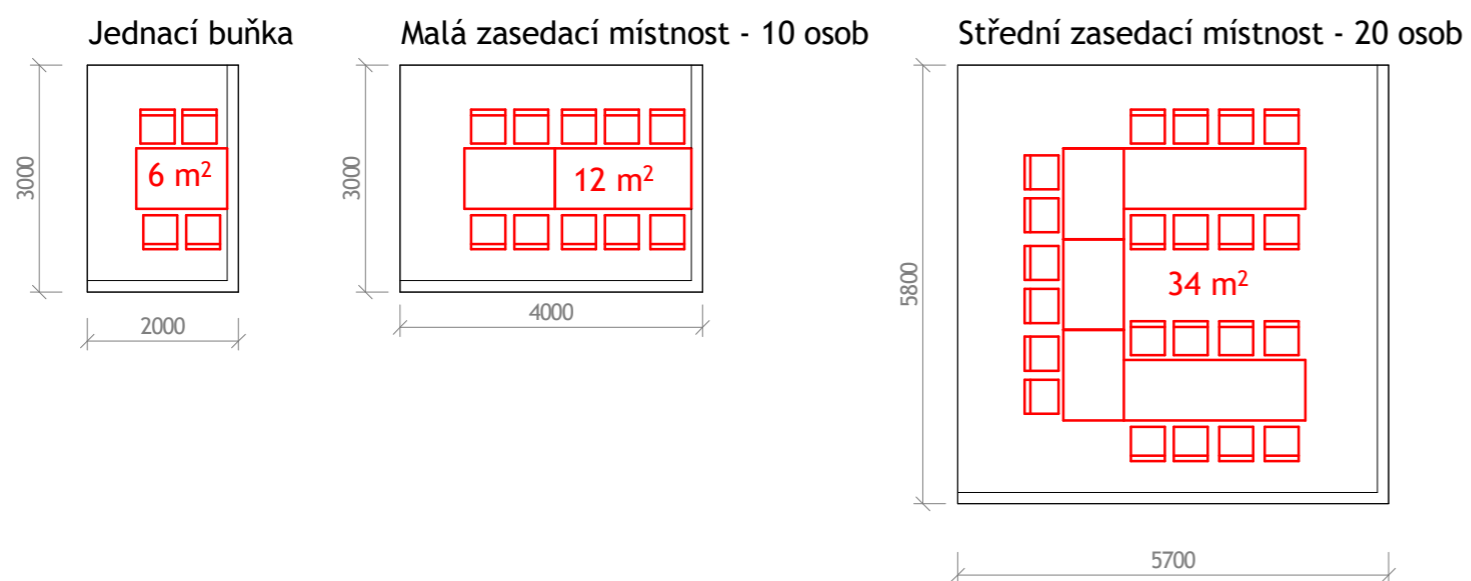 Jednací buňka
Malá zasedací místnost - 10 osob
Střední zasedací místnost - 20 osob
3000
6 m²
2000
3000
12 m²
4000
5800
34 m²
5700